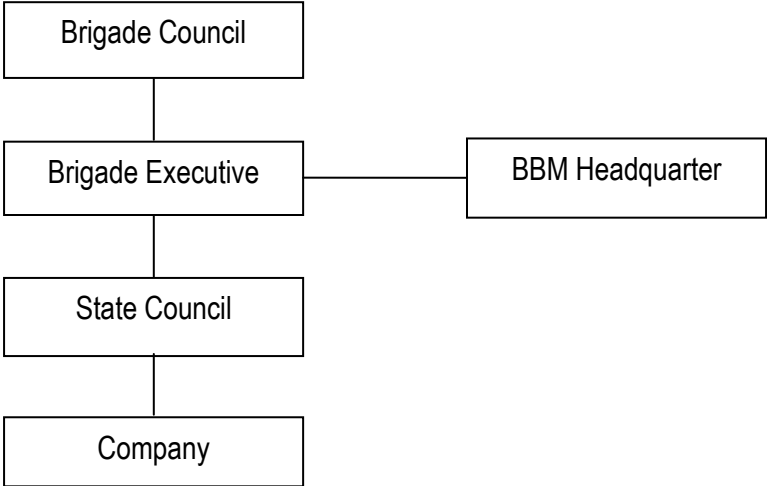 Brigade Council
Brigade Executive
BBM Headquarter
State Council
Company